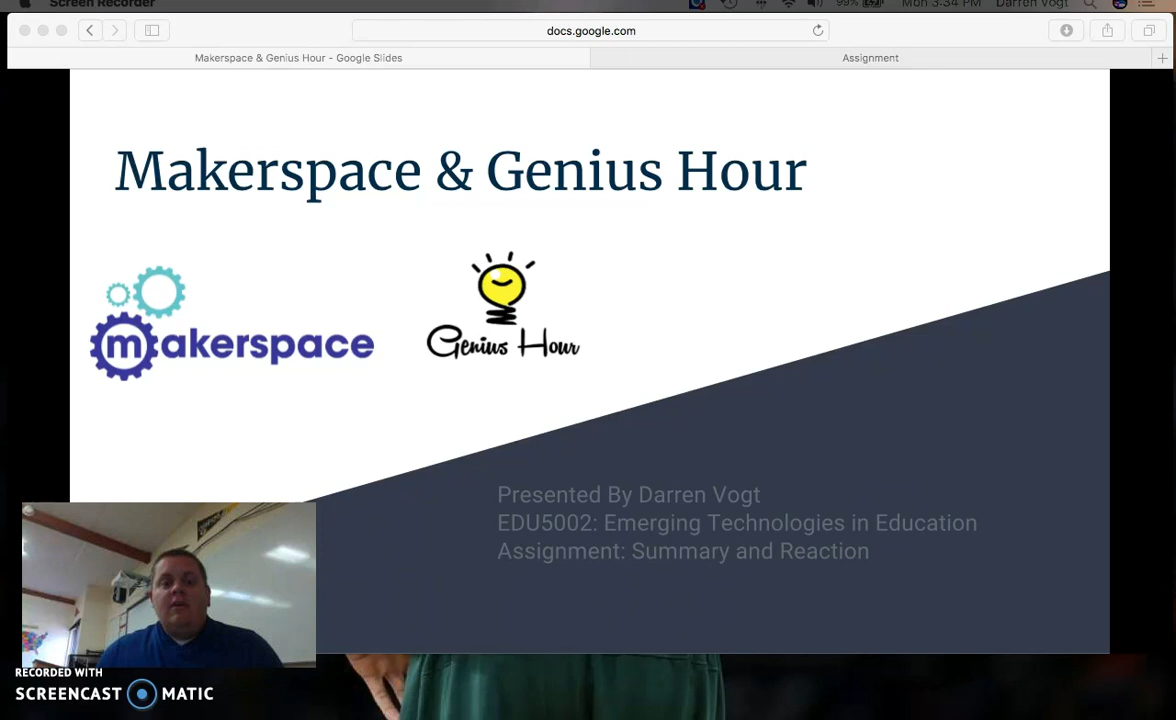 Screen Recorder
99%
Mon 3:34 PM
Darren Vogt
docs.google.com
Makerspace & Genius Hour - Google Slides
Assignment
Makerspace & Genius Hour
makerspace
Genius Hour
Presented By Darren Vogt
EDU5002: Emerging Technologies in Education
Assignment: Summary and Reaction
RECORDED WITH
SCREENCAST MATIC